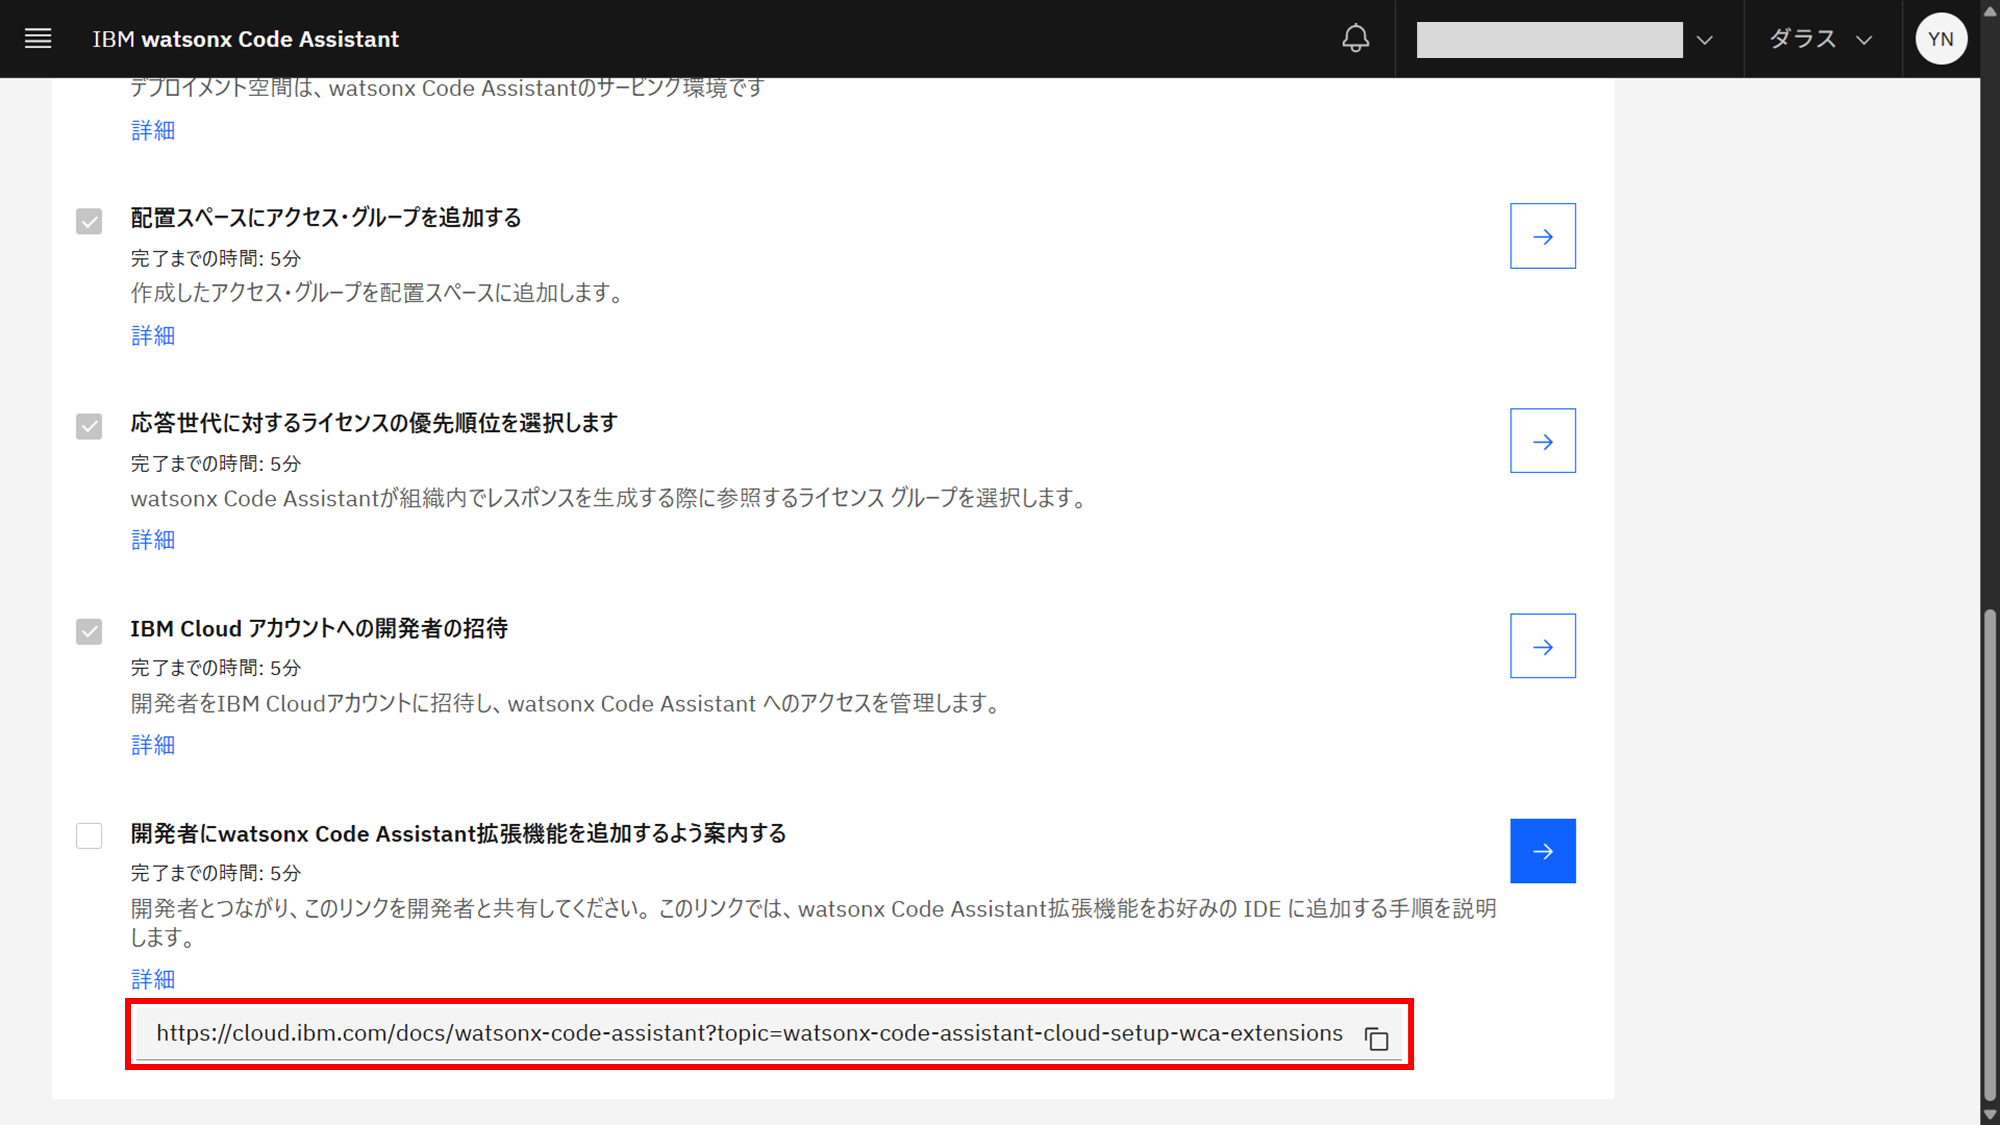 IBM watsonx Code Assistant
ダラス
YN
デプロイメント空間は、watsonx Code Assistantのサービング環境です
詳細
配置スペースにアクセス・グループを追加する
完了までの時間: 5分
作成したアクセス・グループを配置スペースに追加します。
詳細
応答世代に対するライセンスの優先順位を選択します
完了までの時間: 5分
watsonx Code Assistantが組織内でレスポンスを生成する際に参照するライセンス グループを選択します。
詳細
IBM Cloud アカウントへの開発者の招待
完了までの時間: 5分
開発者をIBM Cloudアカウントに招待し、watsonx Code Assistant へのアクセスを管理します。
詳細
開発者にwatsonx Code Assistant拡張機能を追加するよう案内する
完了までの時間: 5分
開発者とつながり、このリンクを開発者と共有してください。このリンクでは、watsonx Code Assistant拡張機能をお好みの IDE に追加する手順を説明
します。
詳細
https://cloud.ibm.com/docs/watsonx-code-assistant?topic=watsonx-code-assistant-cloud-setup-wca-extensions